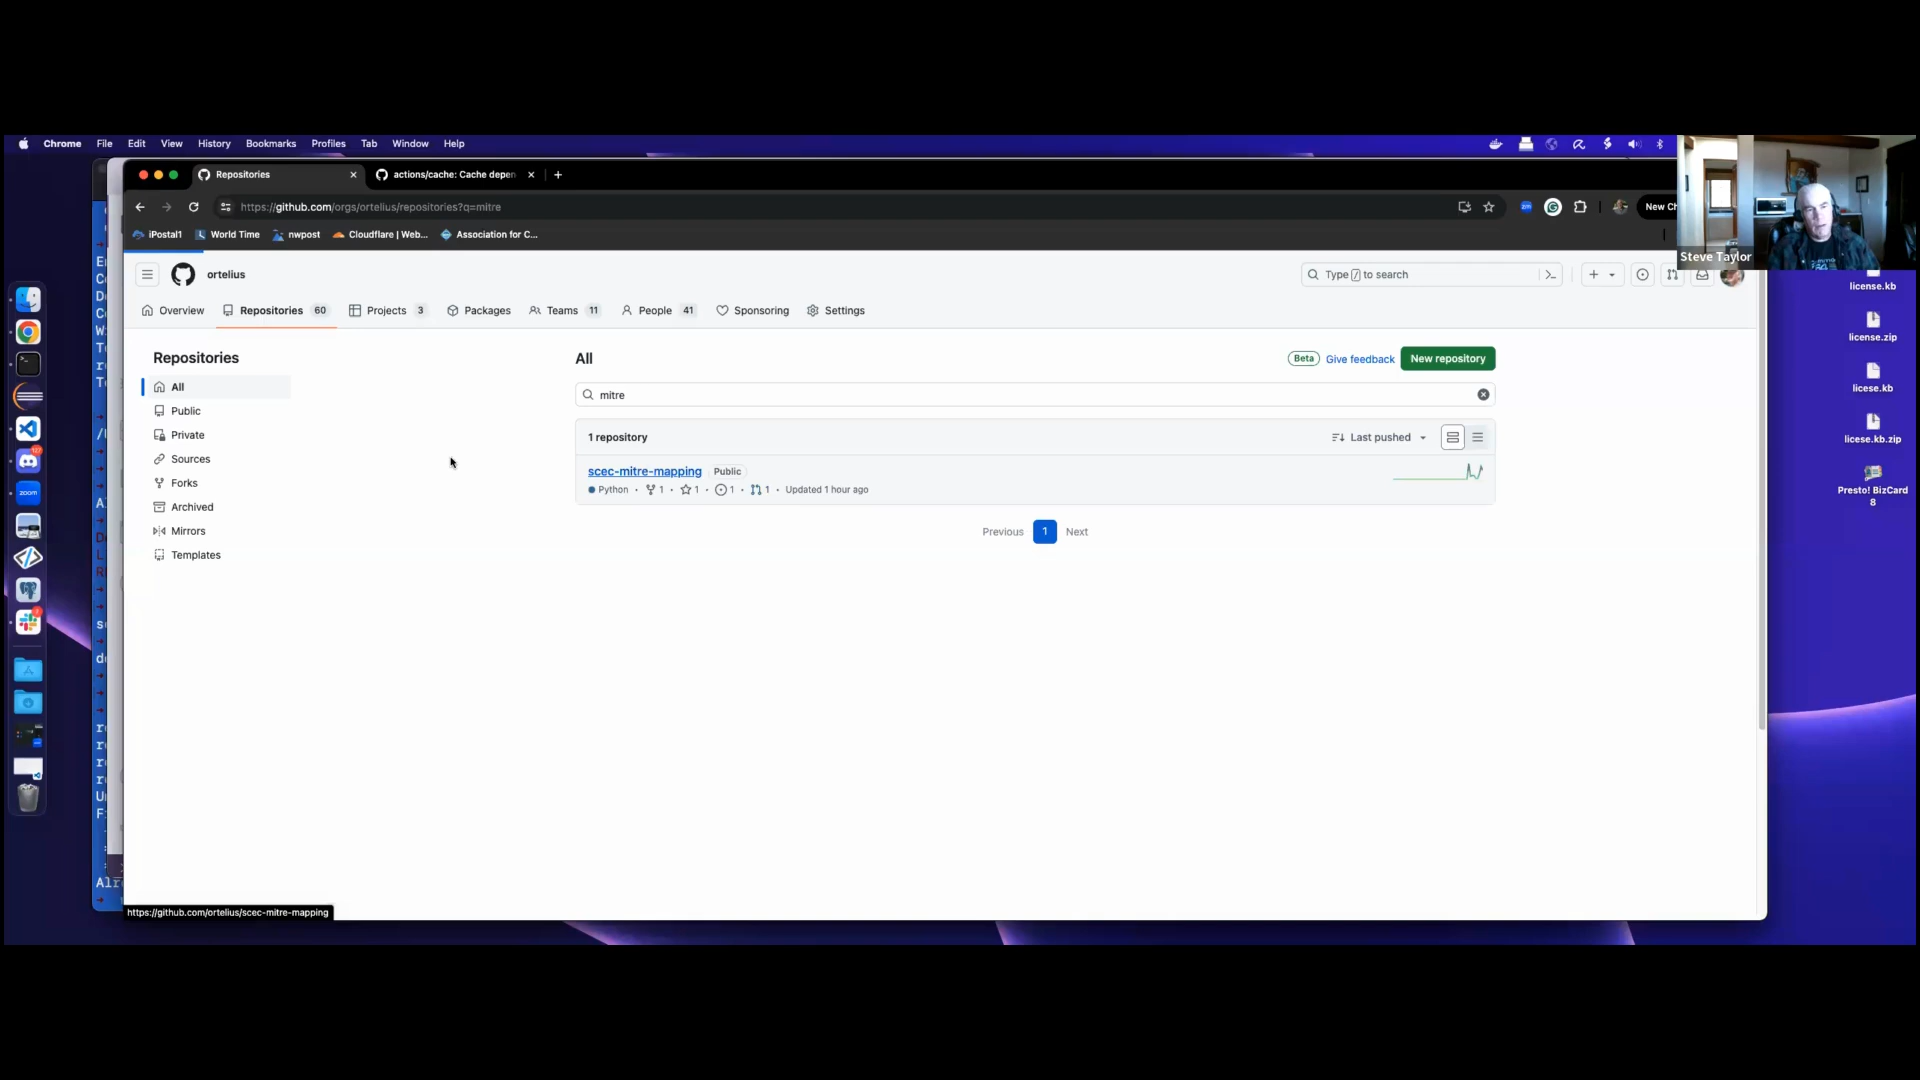 Chrome File Edit View History Bookmarks Profiles Tab Window Help
Repositories
actions/cache: Cache depen
https://github.com/orgs/ortelius/repositories?q=mitre
New Ch
iPostal1 World Time nwpost Cloudflare | Web... Association for C...
Steve Taylor
ortelius
Type / to search
Overview Repositories 60 Projects 3 Packages Teams 11 People 41 Sponsoring Settings
Repositories
All
Public
Private
Sources
Forks
Archived
Mirrors
Templates
All
Beta Give feedback New repository
mitre
1 repository
Last pushed
scec-mitre-mapping Public
Python · 1 · 1 · 1 · 1 · Updated 1 hour ago
Previous 1 Next
license.kb
license.zip
licese.kb
licese.kb.zip
Presto! BizCard
8
zoom
https://github.com/ortelius/scec-mitre-mapping